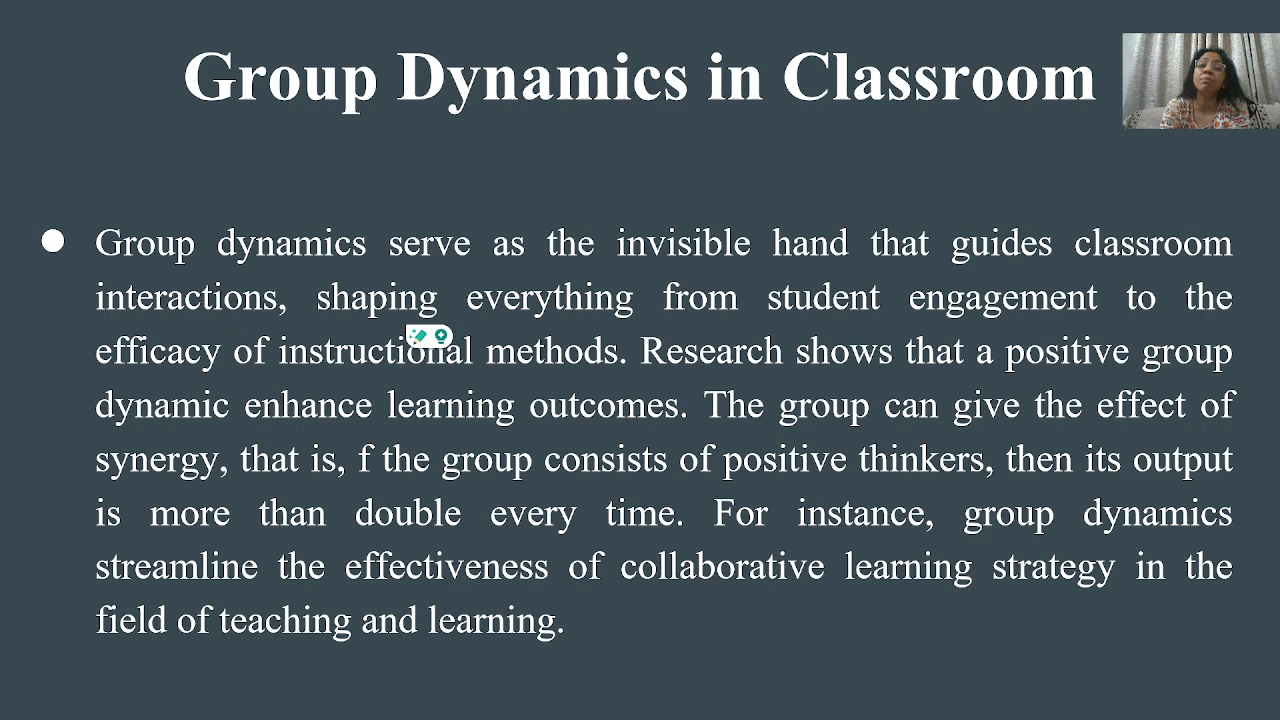 Group Dynamics in Classroom
Group dynamics serve as the invisible hand that guides classroom
interactions, shaping everything from student engagement to the
efficacy of instructional methods. Research shows that a positive group
dynamic enhance learning outcomes. The group can give the effect of
synergy, that is, f the group consists of positive thinkers, then its output
is more than double every time. For instance, group dynamics
streamline the effectiveness of collaborative learning strategy in the
field of teaching and learning.